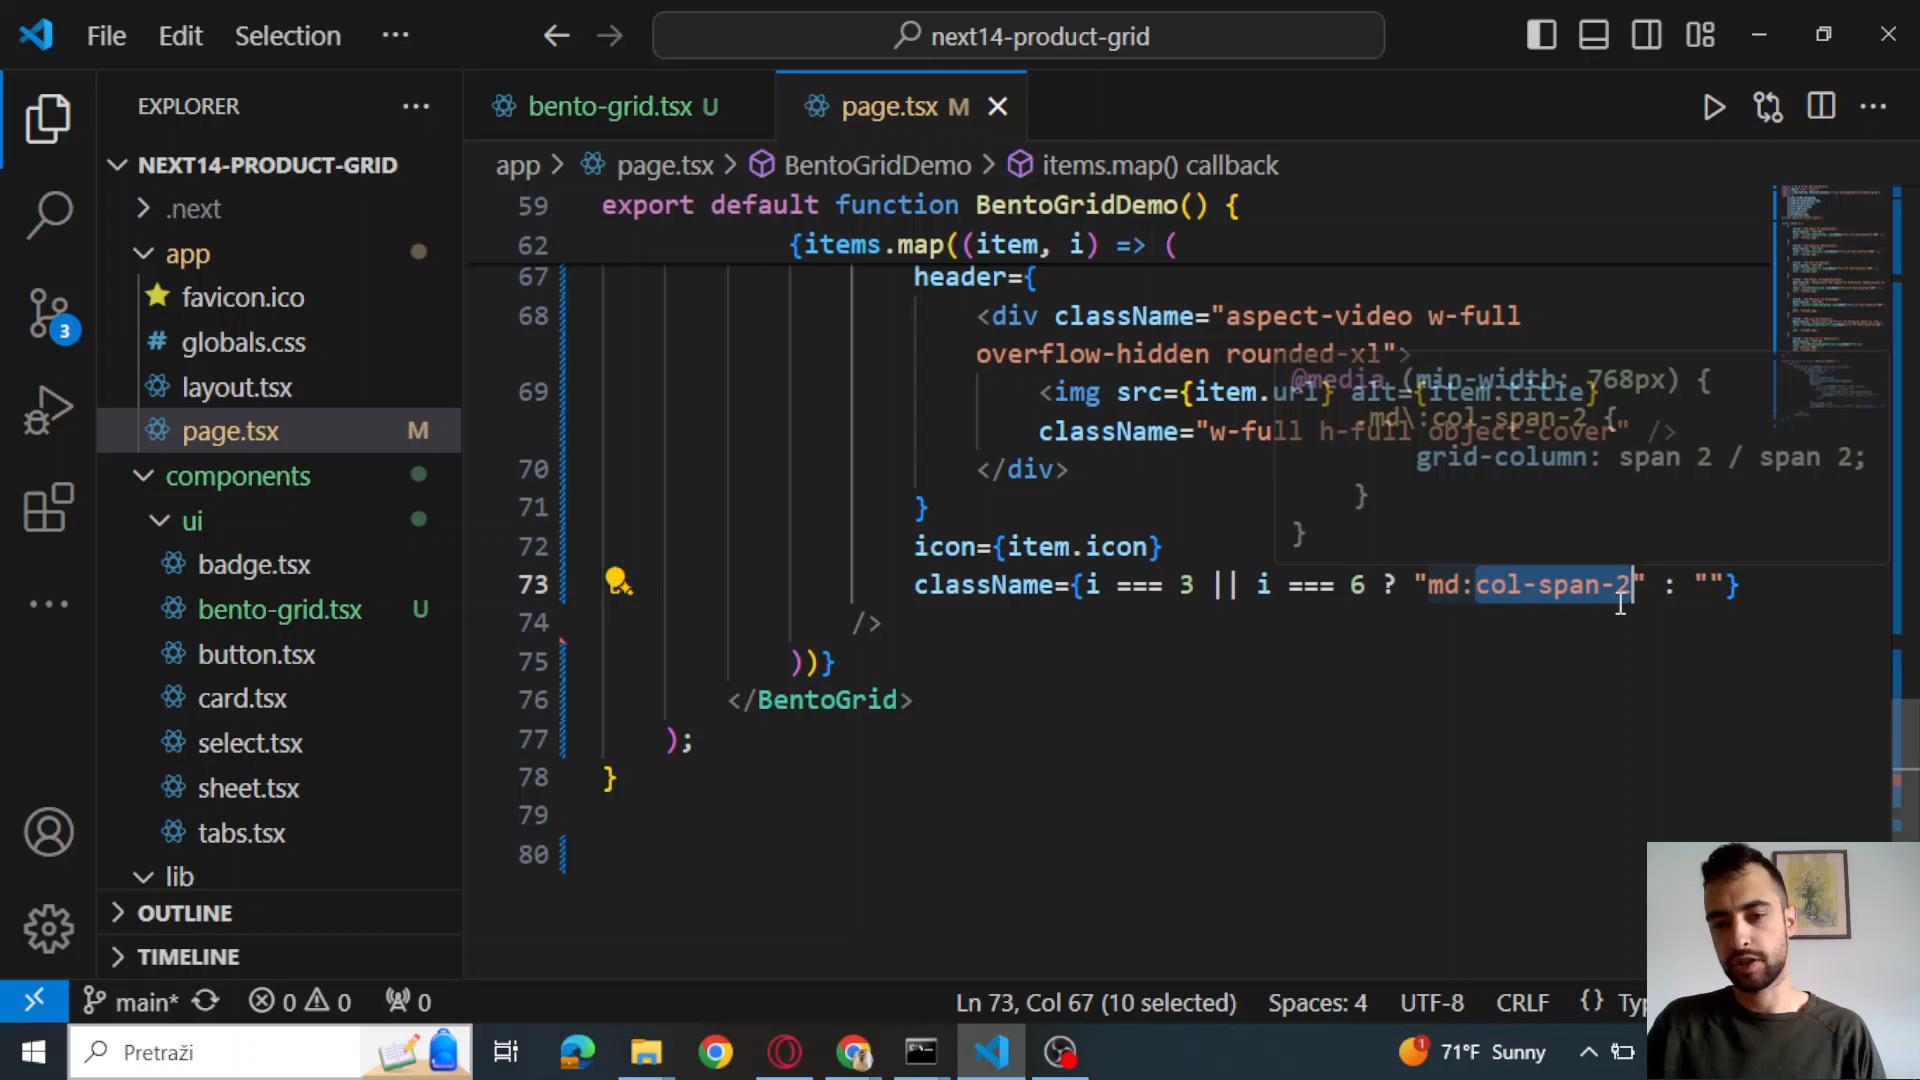 File Edit Selection ···
next14-product-grid
EXPLORER ···
NEXT14-PRODUCT-GRID
.next
app
favicon.ico
# globals.css
layout.tsx
page.tsx M
components
ui
badge.tsx
bento-grid.tsx U
button.tsx
card.tsx
select.tsx
sheet.tsx
tabs.tsx
lib
OUTLINE
TIMELINE
3
bento-grid.tsx U
page.tsx M
app > page.tsx > BentoGridDemo > items.map() callback
59 export default function BentoGridDemo() {
62 {items.map((item, i) => (
67 header={
68 <div className="aspect-video w-full
overflow-hidden rounded-xl">
69 <img src={item.url} alt={item.title}
className="w-full h-full object-cover" />
70 </div>
71 }
72 icon={item.icon}
73 className={i === 3 || i === 6 ? "md:col-span-2" : ""}
74 />
75 ))}
76 </BentoGrid>
77 );
78 }
79
80
@media (min-width: 768px) {
.md\:col-span-2 {
grid-column: span 2 / span 2;
}
}
main* 0 0 0
Ln 73, Col 67 (10 selected) Spaces: 4 UTF-8 CRLF {}
Pretraži
1 71°F Sunny